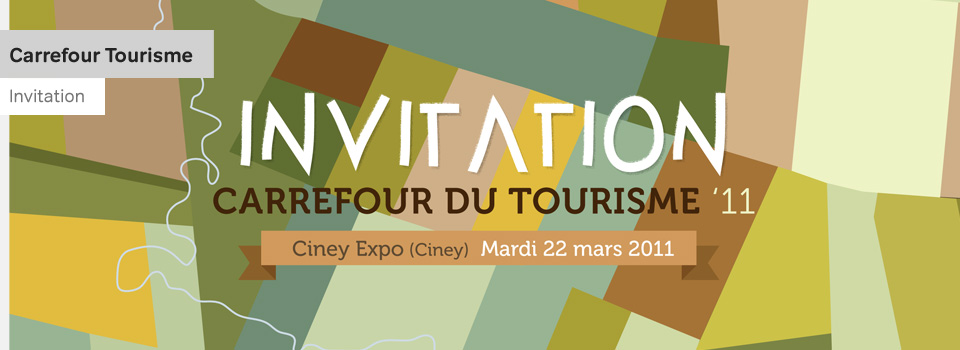 Carrefour Tourisme
Invitation
INVITATION
CARREFOUR DU TOURISME ‘11
Ciney Expo (Ciney) Mardi 22 mars 2011